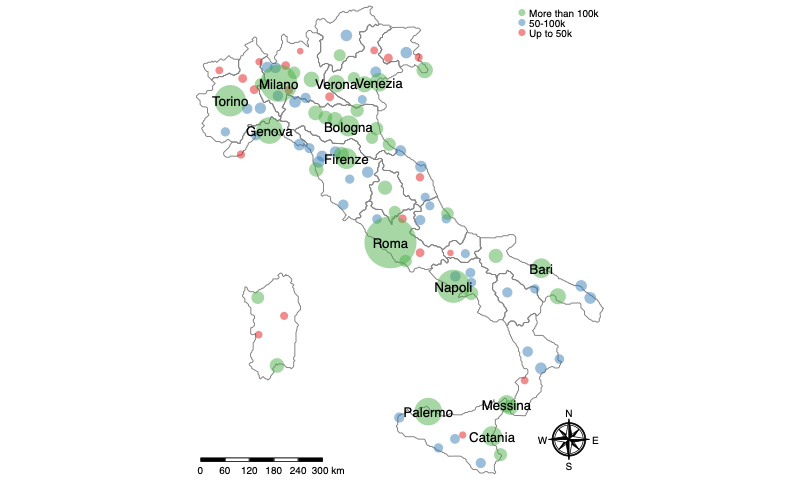 More than 100k
50-100k
Up to 50k
Milano
Verona
Venezia
Torino
Genova
Bologna
Firenze
Roma
Napoli
Bari
Palermo
Messina
Catania
N
W E
S
0 60 120 180 240 300 km